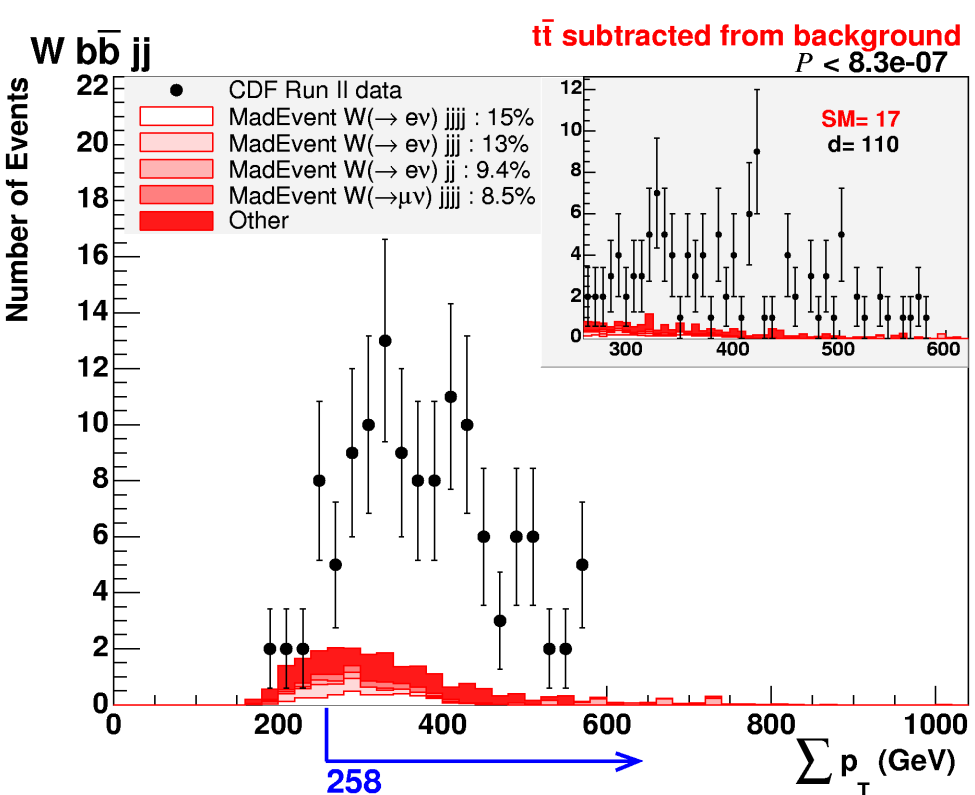 W bb̄ jj
tt̄ subtracted from background
P < 8.3e-07
Number of Events
22
20
18
16
14
12
10
8
6
4
2
0
CDF Run II data
MadEvent W(→ eν) jjjj : 15%
MadEvent W(→ eν) jjj : 13%
MadEvent W(→ eν) jj : 9.4%
MadEvent W(→μν) jjjj : 8.5%
Other
12
10
8
6
4
2
0
SM= 17
d= 110
300 400 500 600
0 200 400 600 800 1000
258
∑ p_T (GeV)